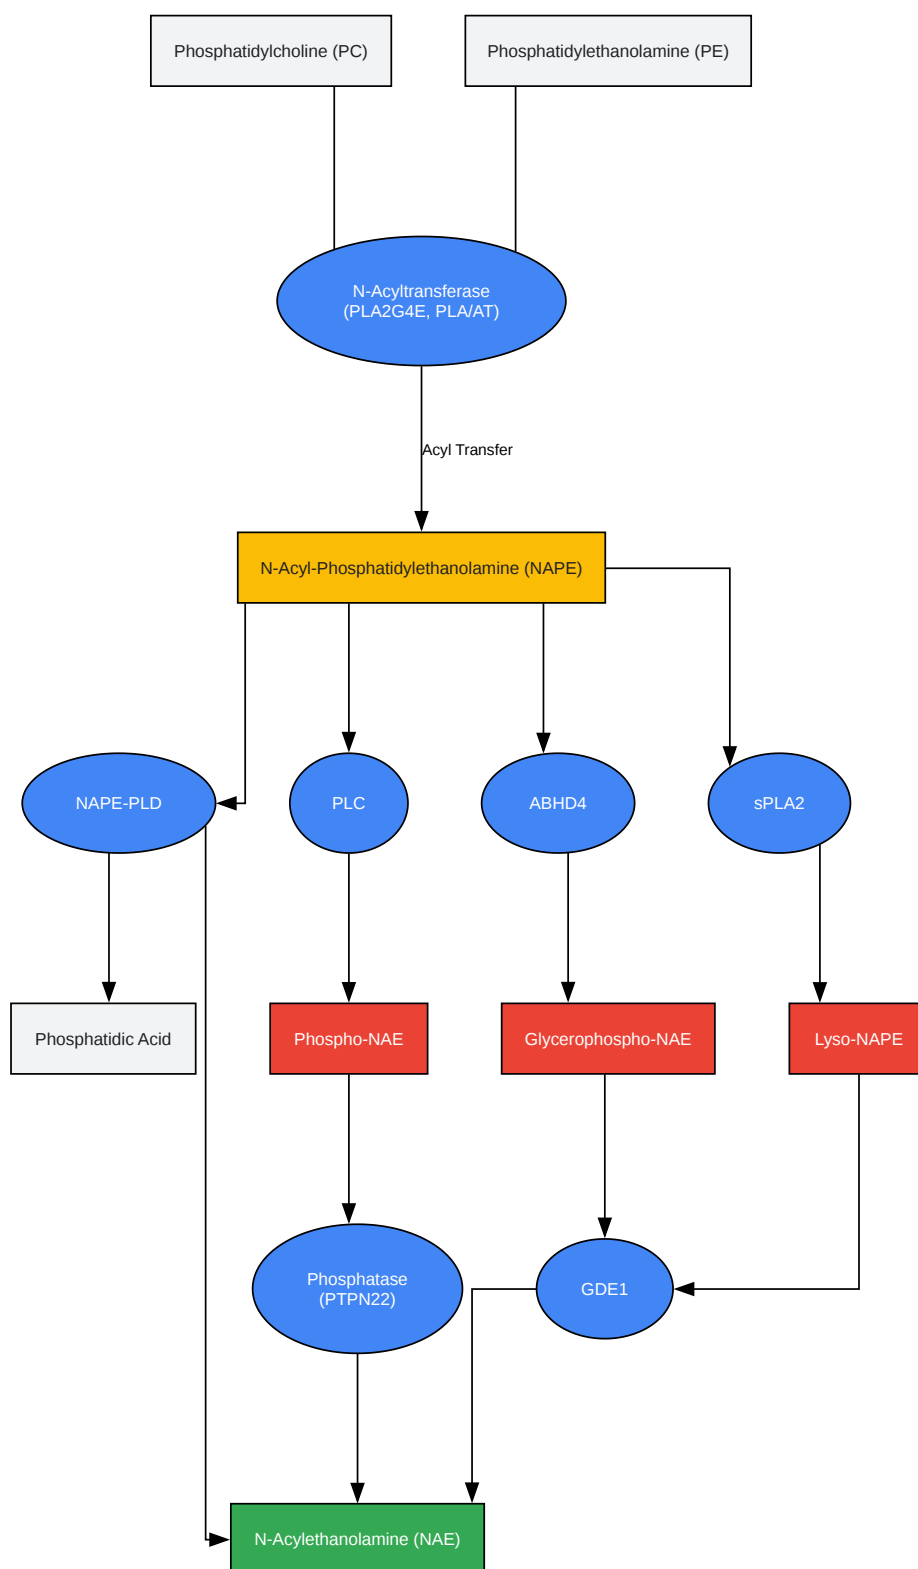 Phosphatidylcholine (PC)
Phosphatidylethanolamine (PE)
N-Acyltransferase
(PLA2G4E, PLA/AT)
Acyl Transfer
N-Acyl-Phosphatidylethanolamine (NAPE)
NAPE-PLD
PLC
ABHD4
sPLA2
Phosphatidic Acid
Phospho-NAE
Glycerophospho-NAE
Lyso-NAPE
Phosphatase
(PTPN22)
GDE1
N-Acylethanolamine (NAE)